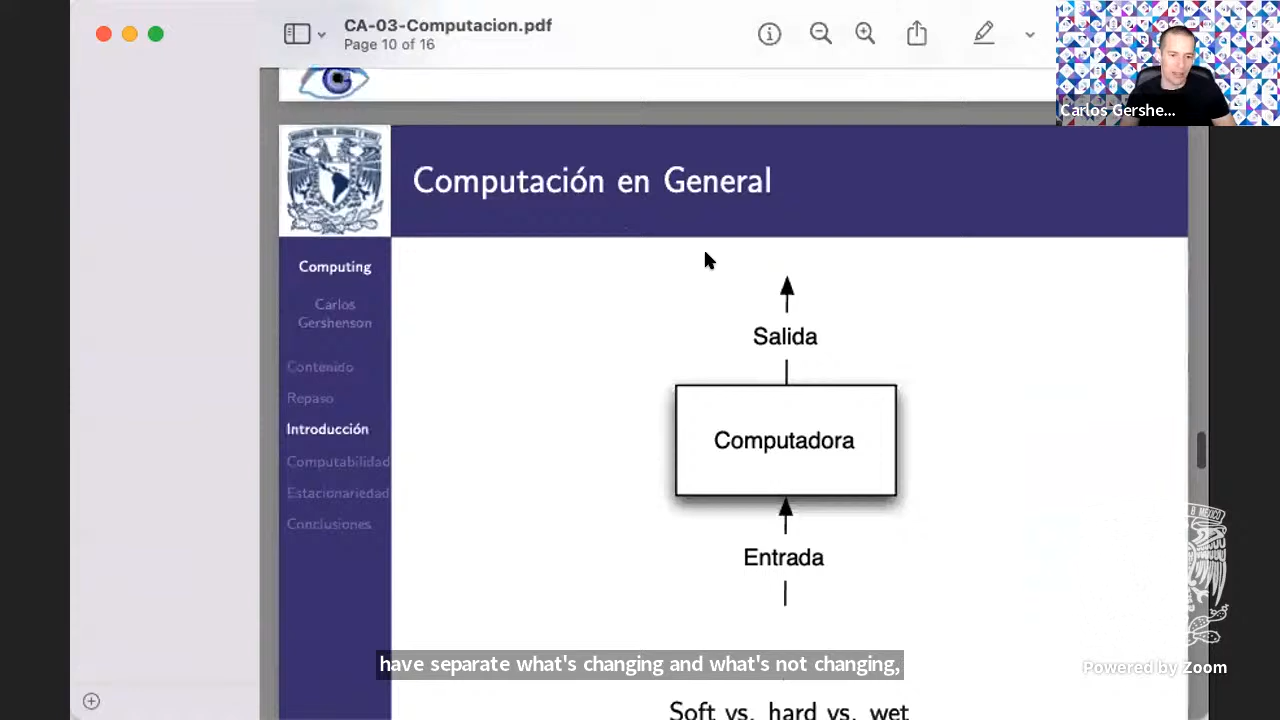 CA-03-Computacion.pdf
Page 10 of 16
Carlos Gershe...
Computación en General
Computing
Carlos
Gershenson
Contenido
Repaso
Introducción
Computabilidad
Estacionariedad
Conclusiones
Salida
Computadora
Entrada
have separate what's changing and what's not changing,
Soft vs. hard vs. wet
Powered by Zoom